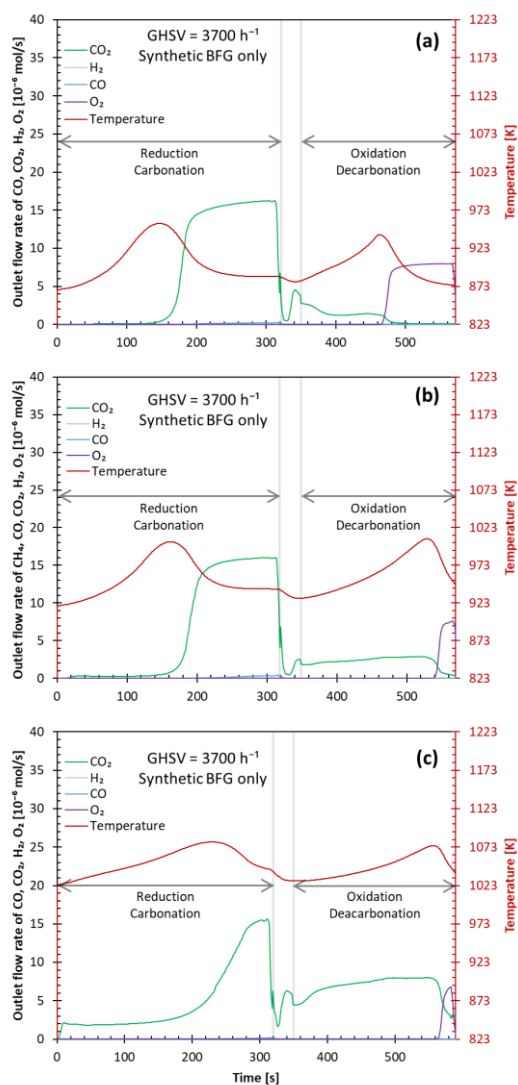 (a)
GHSV = 3700 h⁻¹
Synthetic BFG only
CO₂
H₂
CO
O₂
Temperature
Reduction
Carbonation
Oxidation
Decarbonation
Outlet flow rate of CO, CO₂, H₂, O₂ [10⁻⁶ mol/s]
40
35
30
25
20
15
10
5
0
Temperature [K]
1223
1173
1123
1073
1023
973
923
873
823
0 100 200 300 400 500
(b)
GHSV = 3700 h⁻¹
Synthetic BFG only
CO₂
H₂
CO
O₂
Temperature
Reduction
Carbonation
Oxidation
Decarbonation
Outlet flow rate of CH₄, CO, CO₂, H₂, O₂ [10⁻⁶ mol/s]
40
35
30
25
20
15
10
5
0
Temperature [K]
1223
1173
1123
1073
1023
973
923
873
823
0 100 200 300 400 500
(c)
GHSV = 3700 h⁻¹
Synthetic BFG only
CO₂
H₂
CO
O₂
Temperature
Reduction
Carbonation
Oxidation
Deacarbonation
Outlet flow rate of CO, CO₂, H₂, O₂ [10⁻⁶ mol/s]
40
35
30
25
20
15
10
5
0
Temperature [K]
1223
1173
1123
1073
1023
973
923
873
823
0 100 200 300 400 500
Time [s]